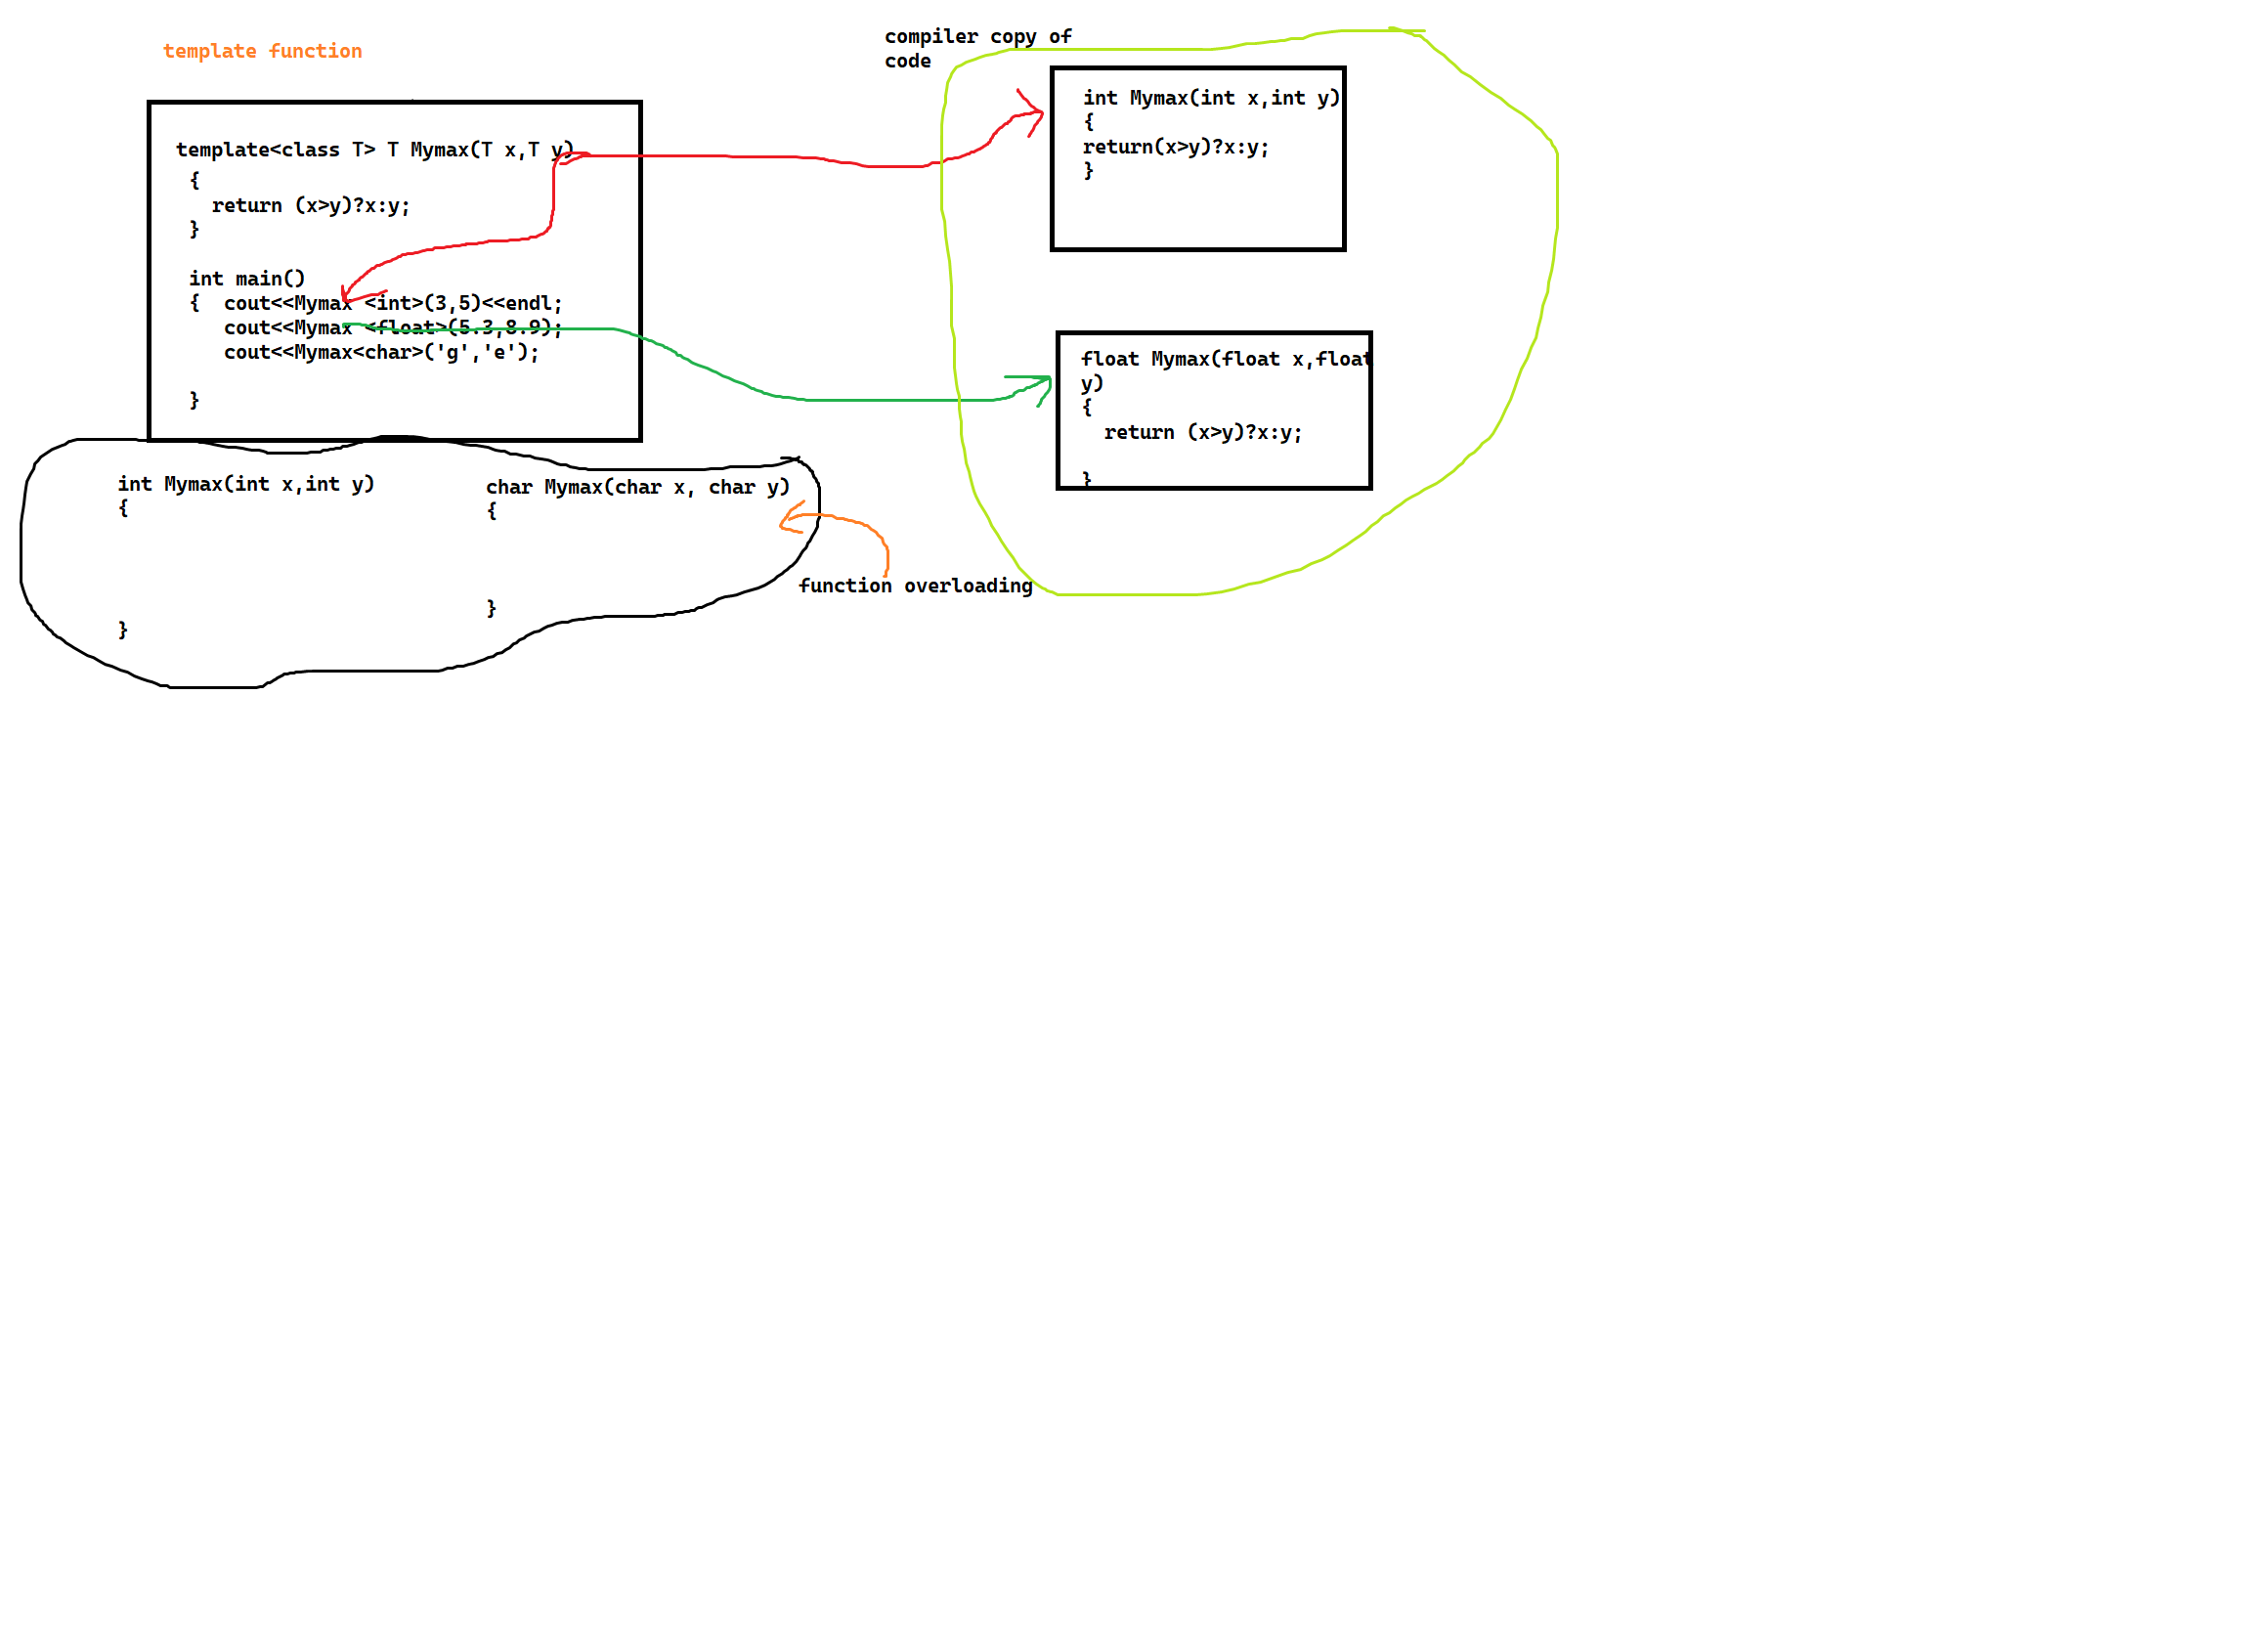 template function
template<class T> T Mymax(T x,T y)
{
return (x>y)?x:y;
}
int main()
{  cout<<Mymax <int>(3,5)<<endl;
cout<<Mymax <float>(5.3,8.9);
cout<<Mymax<char>('g','e');
}
compiler copy of
code
int Mymax(int x,int y)
{
return(x>y)?x:y;
}
float Mymax(float x,float
y)
{
return (x>y)?x:y;
}
int Mymax(int x,int y)
{
}
char Mymax(char x, char y)
{
}
function overloading